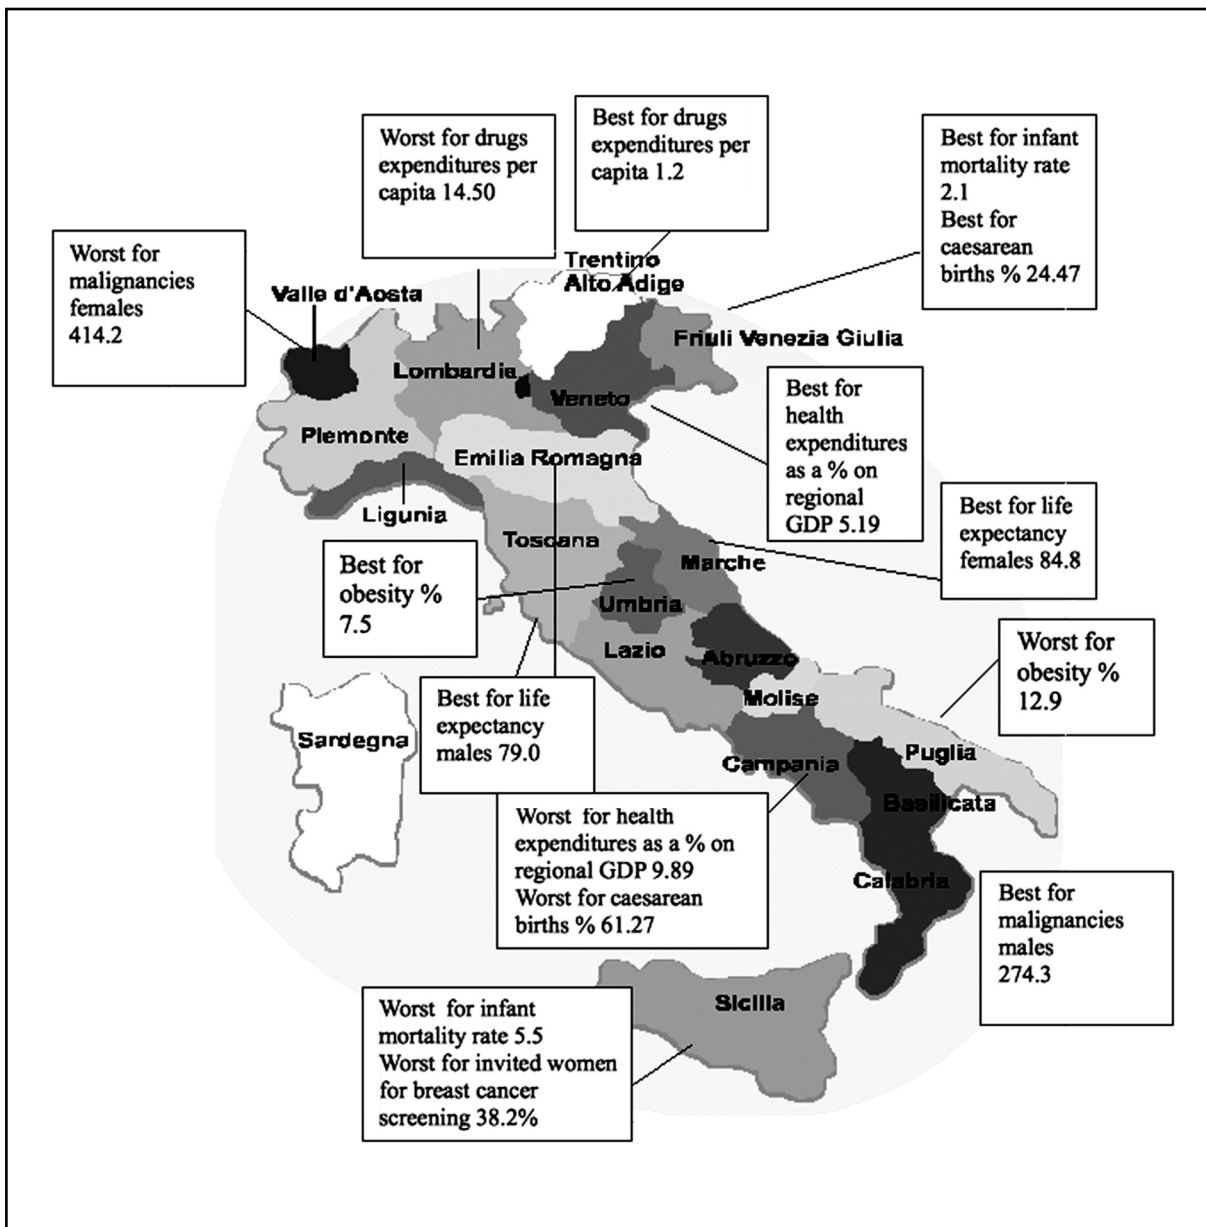 Worst for drugs
expenditures per
capita 14.50
Best for drugs
expenditures per
capita 1.2
Best for infant
mortality rate
2.1
Best for
caesarean
births % 24.47
Worst for
malignancies
females
414.2
Trentino
Alto Adige
Valle d'Aosta
Friuli Venezia Giulia
Lombardia
Veneto
Piemonte
Emilia Romagna
Best for
health
expenditures
as a % on
regional
GDP 5.19
Ligunia
Toscana
Marche
Best for life
expectancy
females 84.8
Best for
obesity %
7.5
Umbria
Lazio
Abruzzo
Worst for
obesity %
12.9
Molise
Best for life
expectancy
males 79.0
Sardegna
Campania
Puglia
Basilicata
Worst for health
expenditures as a % on
regional GDP 9.89
Worst for caesarean
births % 61.27
Calabria
Best for
malignancies
males
274.3
Sicilia
Worst for infant
mortality rate 5.5
Worst for invited women
for breast cancer
screening 38.2%